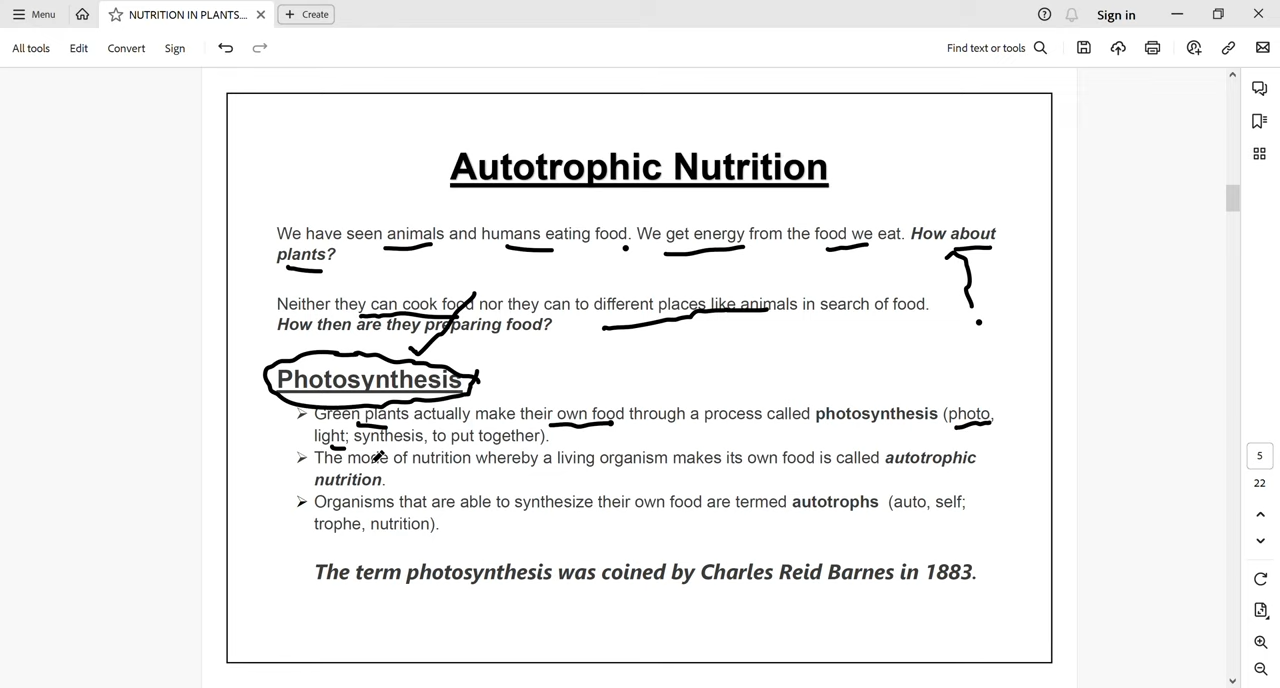 Menu
NUTRITION IN PLANTS....
Create
Sign in
All tools Edit Convert Sign
Find text or tools
Autotrophic Nutrition
We have seen animals and humans eating food. We get energy from the food we eat. How about
plants?
Neither they can cook food nor they can to different places like animals in search of food.
How then are they preparing food?
Photosynthesis
Green plants actually make their own food through a process called photosynthesis (photo,
light; synthesis, to put together).
The mode of nutrition whereby a living organism makes its own food is called autotrophic
nutrition.
Organisms that are able to synthesize their own food are termed autotrophs (auto, self;
trophe, nutrition).
The term photosynthesis was coined by Charles Reid Barnes in 1883.
5
22